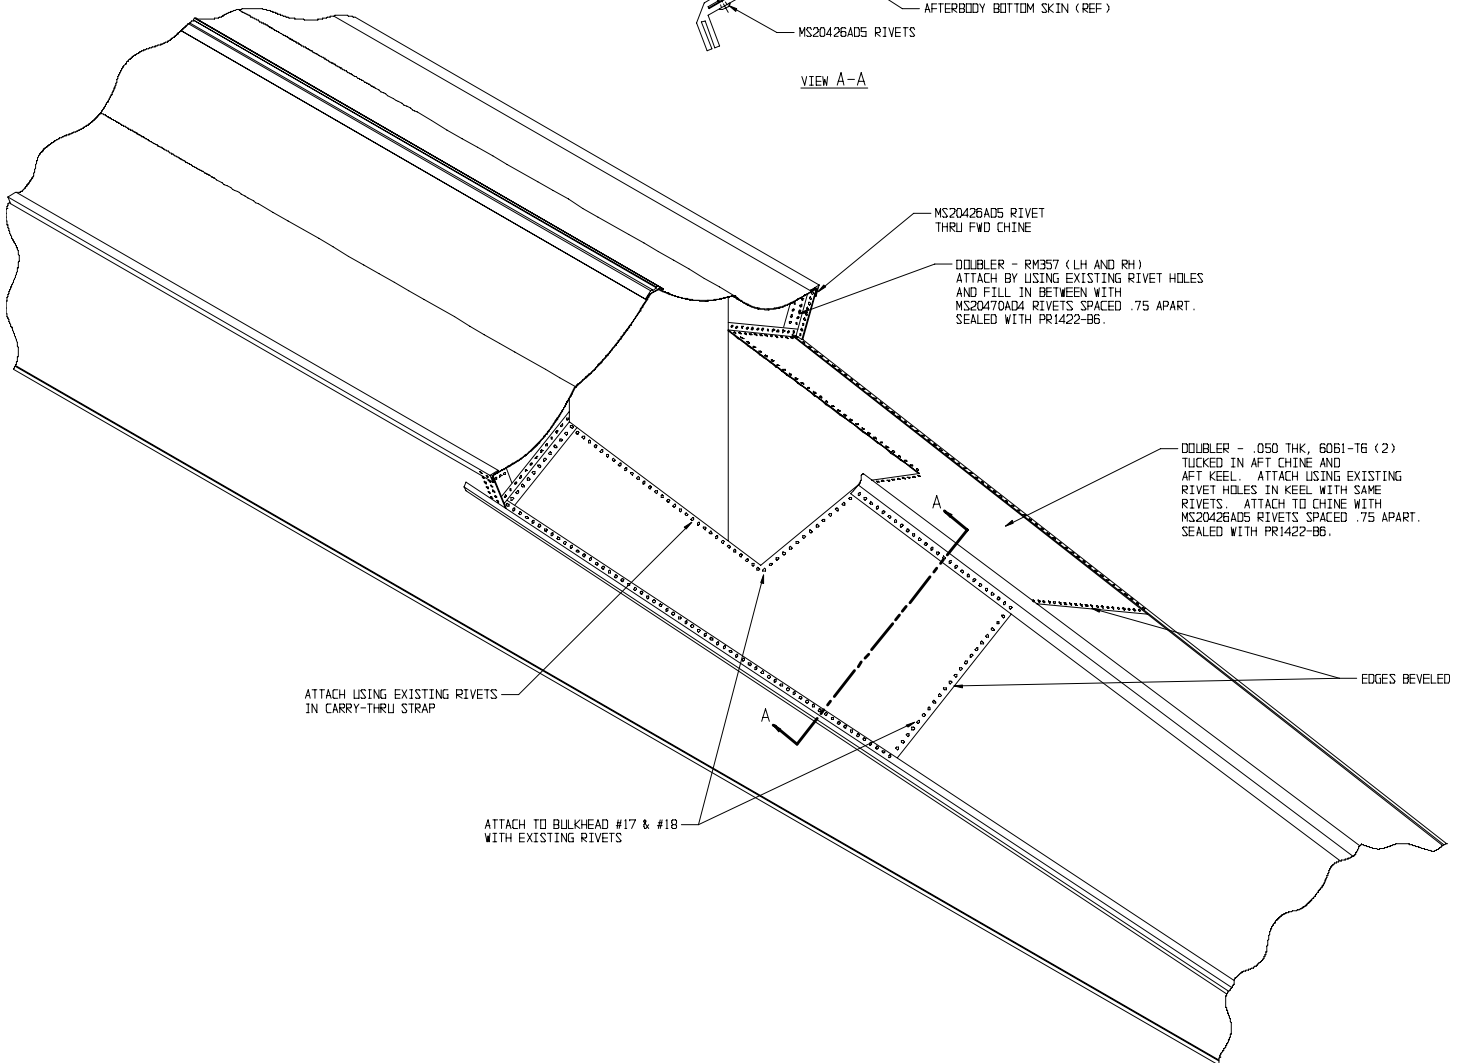 AFTERBODY BOTTOM SKIN (REF)
MS20426AD5 RIVETS
VIEW A-A
MS20426AD5 RIVET
THRU FWD CHINE
DOUBLER - RM357 (LH AND RH)
ATTACH BY USING EXISTING RIVET HOLES
AND FILL IN BETWEEN WITH
MS20470AD4 RIVETS SPACED .75 APART.
SEALED WITH PR1422-B6.
DOUBLER - .050 THK, 6061-T6 (2)
TUCKED IN AFT CHINE AND
AFT KEEL. ATTACH USING EXISTING
RIVET HOLES IN KEEL WITH SAME
RIVETS. ATTACH TO CHINE WITH
MS20426AD5 RIVETS SPACED .75 APART.
SEALED WITH PR1422-B6.
A
EDGES BEVELED
ATTACH USING EXISTING RIVETS
IN CARRY-THRU STRAP
A
ATTACH TO BULKHEAD #17 & #18
WITH EXISTING RIVETS